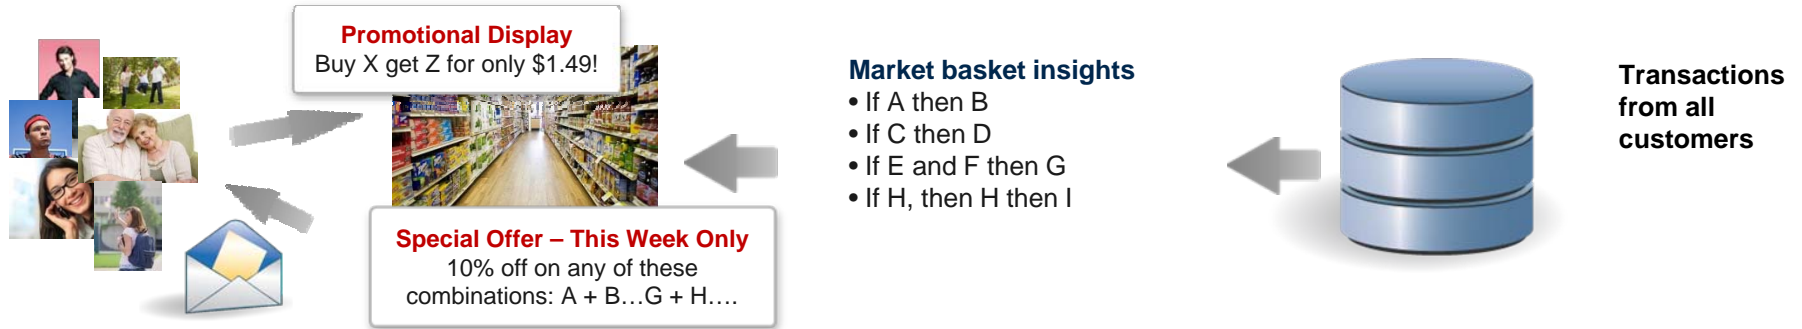 Promotional Display
Buy X get Z for only $1.49!
Special Offer – This Week Only
10% off on any of these
combinations: A + B…G + H….
Market basket insights
• If A then B
• If C then D
• If E and F then G
• If H, then H then I
Transactions
from all
customers